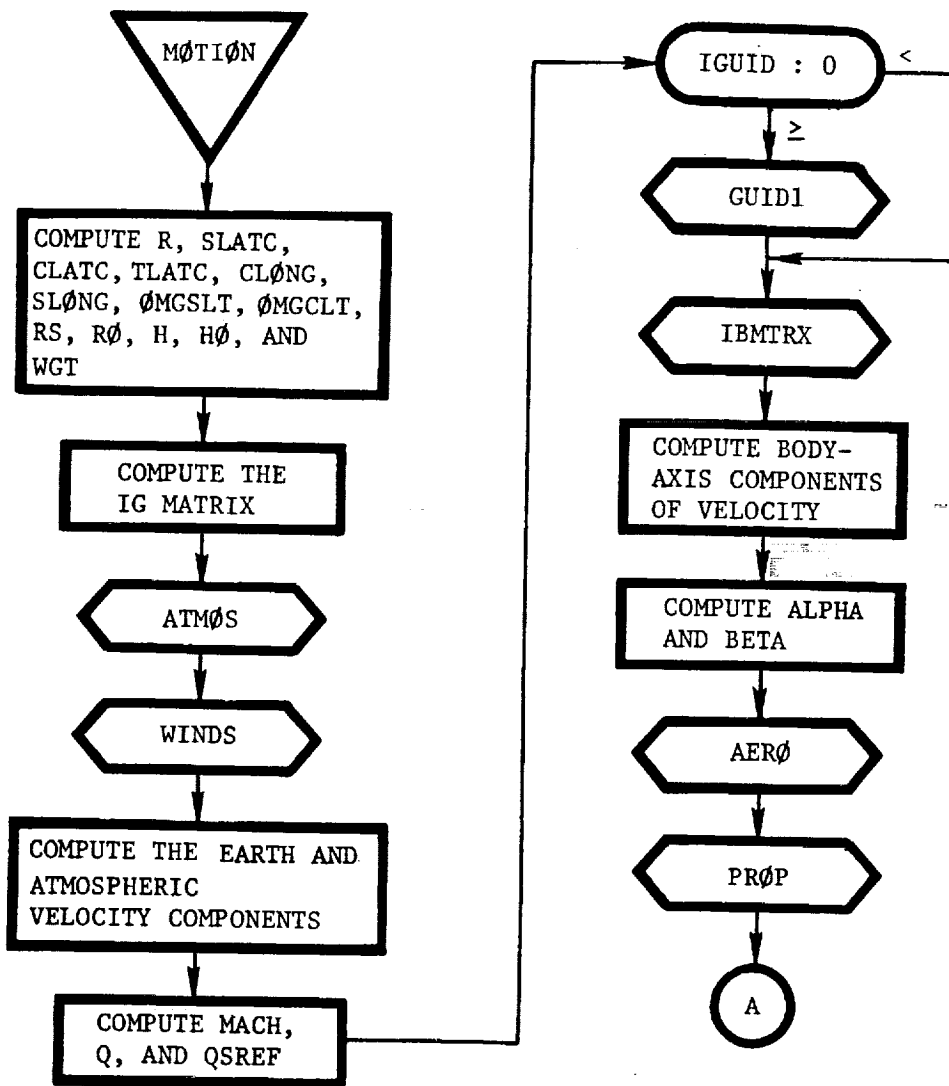 MØTIØN
COMPUTE R, SLATC,
CLATC, TLATC, CLØNG,
SLØNG, ØMGSLT, ØMGCLT,
RS, RØ, H, HØ, AND
WGT
COMPUTE THE
IG MATRIX
ATMØS
WINDS
COMPUTE THE EARTH AND
ATMOSPHERIC
VELOCITY COMPONENTS
COMPUTE MACH,
Q, AND QSREF
IGUID : 0
<
≥
GUID1
IBMTRX
COMPUTE BODY-
AXIS COMPONENTS
OF VELOCITY
COMPUTE ALPHA
AND BETA
AERØ
PRØP
A